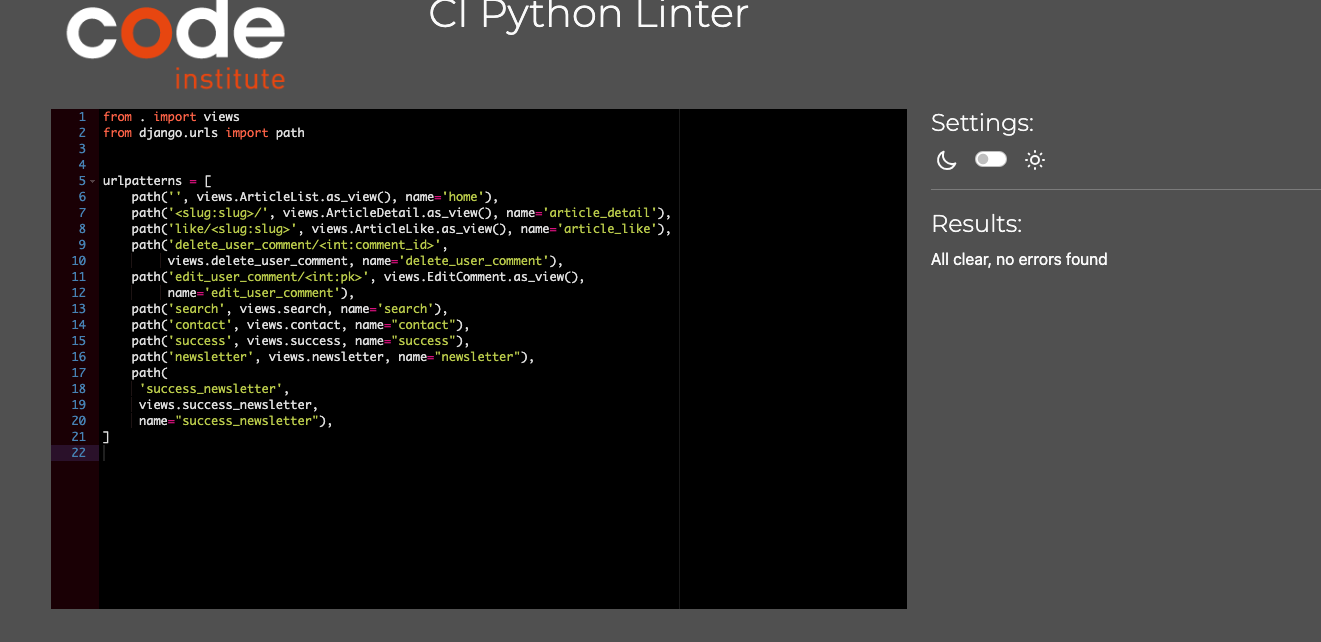 code
institute
CI Python Linter
1 from . import views
2 from django.urls import path
3
4
5 urlpatterns = [
6     path('', views.ArticleList.as_view(), name='home'),
7     path('<slug:slug>/', views.ArticleDetail.as_view(), name='article_detail'),
8     path('like/<slug:slug>', views.ArticleLike.as_view(), name='article_like'),
9     path('delete_user_comment/<int:comment_id>',
10          views.delete_user_comment, name='delete_user_comment'),
11     path('edit_user_comment/<int:pk>', views.EditComment.as_view(),
12          name='edit_user_comment'),
13     path('search', views.search, name='search'),
14     path('contact', views.contact, name="contact"),
15     path('success', views.success, name="success"),
16     path('newsletter', views.newsletter, name="newsletter"),
17     path(
18      'success_newsletter',
19      views.success_newsletter,
20      name="success_newsletter"),
21 ]
22
Settings:
Results:
All clear, no errors found